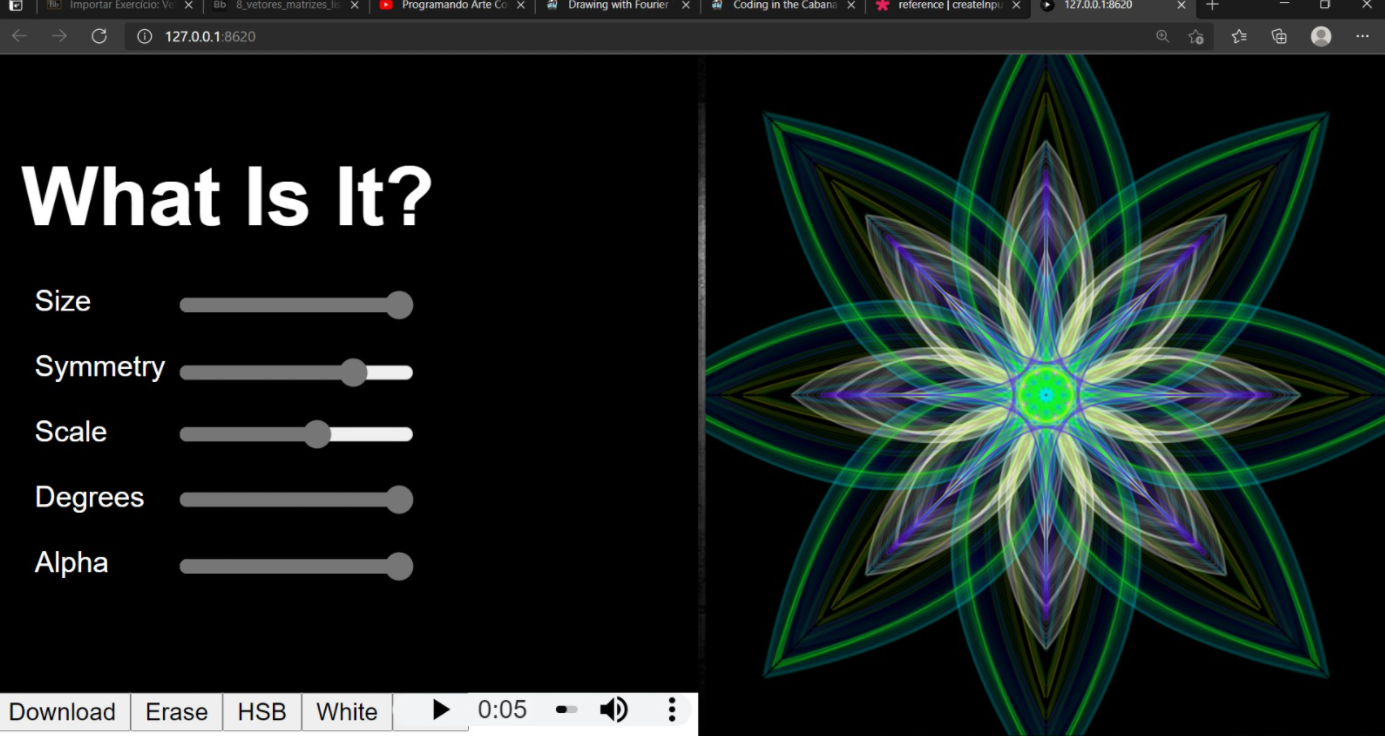 Importar Exercício: Ve
8_vetores_matrizes_lis
Programando Arte Co
Drawing with Fourier
Coding in the Cabana
reference | createInpu
127.0.0.1:8620
127.0.0.1:8620
What Is It?
Size
Symmetry
Scale
Degrees
Alpha
Download
Erase
HSB
White
0:05